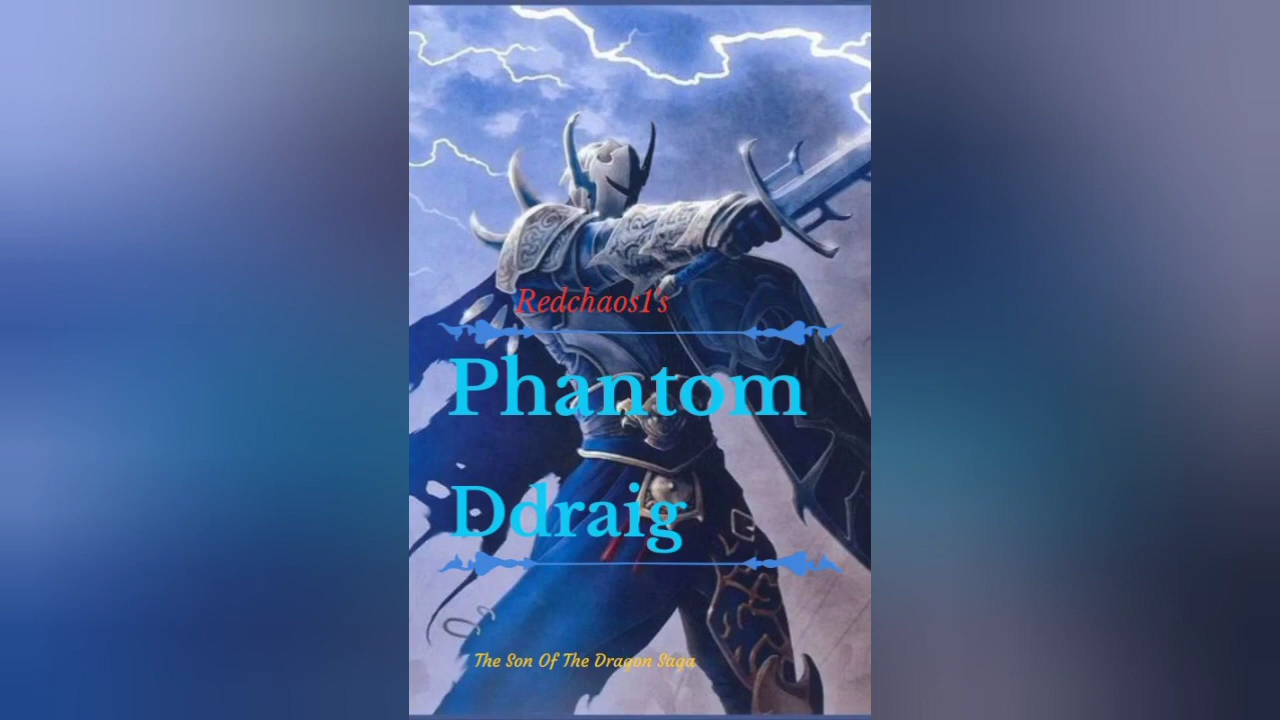 Redchaos1's
Phantom
Ddraig
The Son Of The Dragon Saga